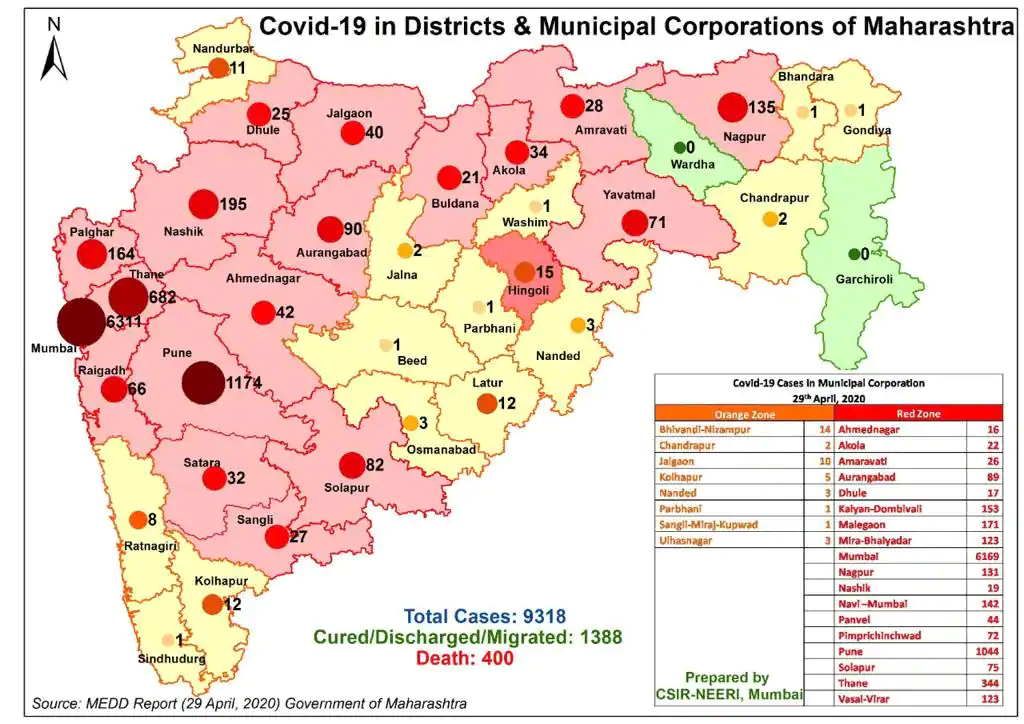 Covid-19 in Districts & Municipal Corporations of Maharashtra
N
Nandurbar
11
Dhule
25
Jalgaon
40
Buldana
21
Akola
34
Amravati
28
Wardha
0
Nagpur
135
Bhandara
1
Gondiya
1
Nashik
195
Aurangabad
90
Jalna
2
Washim
1
Yavatmal
71
Chandrapur
2
Garchiroli
0
Palghar
164
Thane
682
Mumbai
6311
Ahmednagar
42
Hingoli
15
Parbhani
1
Nanded
3
Beed
1
Raigadh
66
Pune
1174
Latur
12
Osmanabad
3
Satara
32
Solapur
82
Sangli
27
Ratnagiri
8
Kolhapur
12
Sindhudurg
1
Total Cases: 9318
Cured/Discharged/Migrated: 1388
Death: 400
Covid-19 Cases in Municipal Corporation
29th April, 2020
Orange Zone Red Zone
Bhivandi-Nizampur 14 Ahmednagar 16
Chandrapur 2 Akola 22
Jalgaon 10 Amaravati 26
Kolhapur 5 Aurangabad 89
Nanded 3 Dhule 17
Parbhani 1 Kalyan-Dombivali 153
Sangli-Miraj-Kupwad 1 Malegaon 171
Ulhasnagar 3 Mira-Bhaiyadar 123
Mumbai 6169
Nagpur 131
Nashik 19
Navi –Mumbai 142
Panvel 44
Pimprichinchwad 72
Pune 1044
Solapur 75
Thane 344
Vasai-Virar 123
Prepared by
CSIR-NEERI, Mumbai
Source: MEDD Report (29 April, 2020) Government of Maharashtra